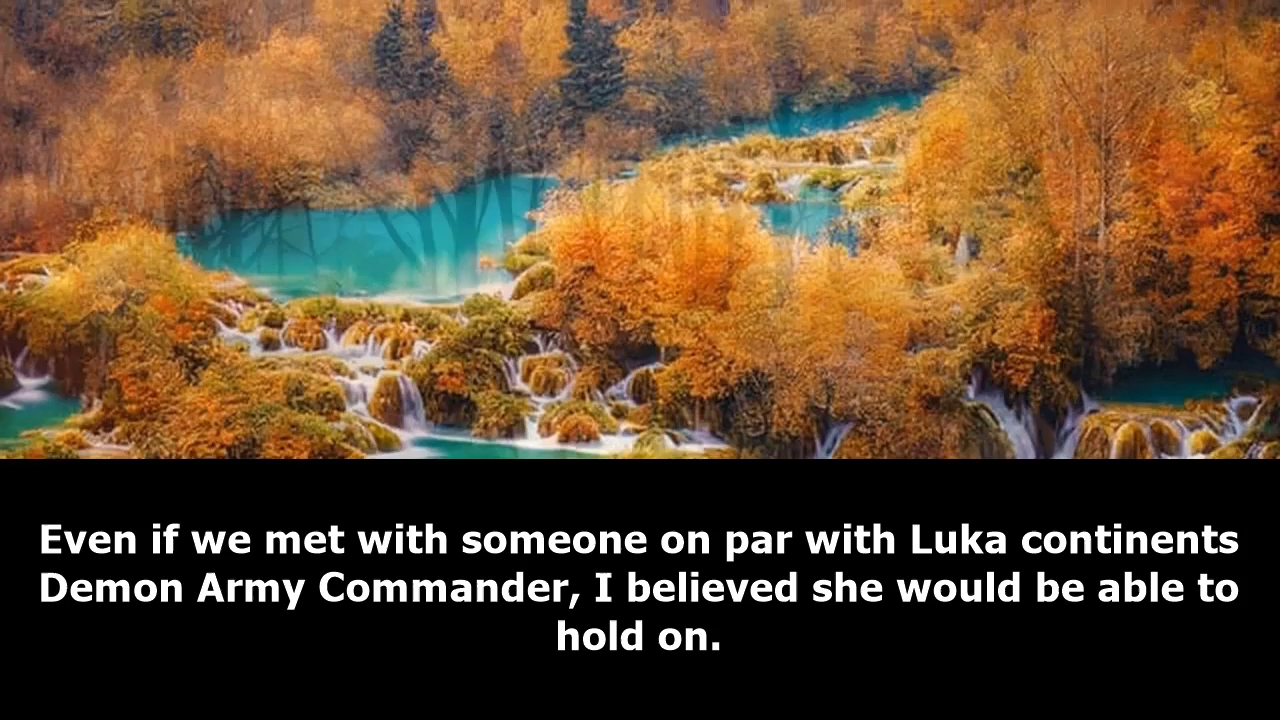 Even if we met with someone on par with Luka continents
Demon Army Commander, I believed she would be able to
hold on.